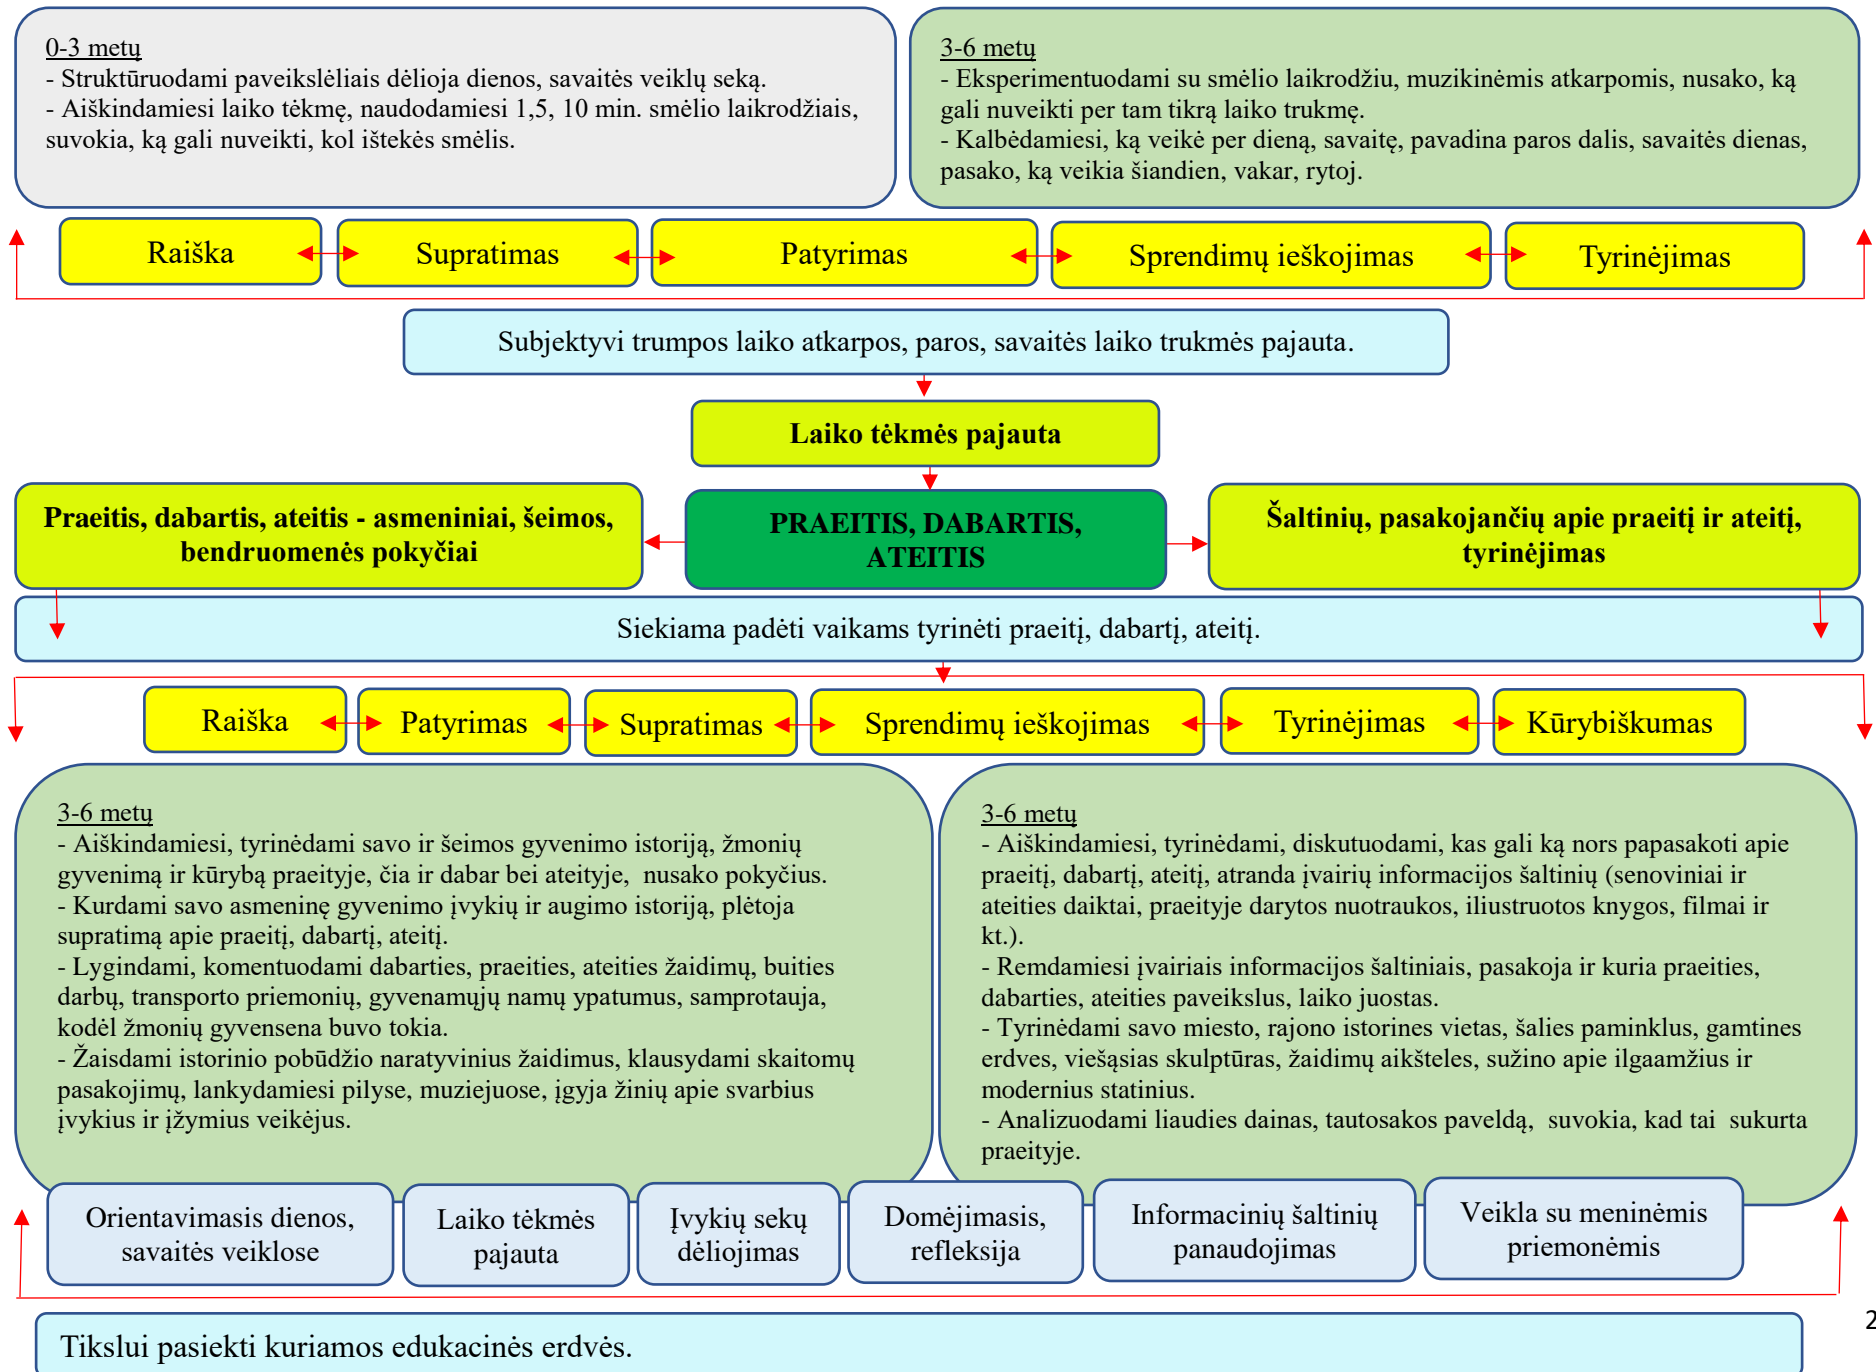 0-3 metų
- Struktūruodami paveikslėliais dėlioja dienos, savaitės veiklų seką.
- Aiškindamiesi laiko tėkmę, naudodamiesi 1,5, 10 min. smėlio laikrodžiais,
suvokia, ką gali nuveikti, kol ištekės smėlis.
3-6 metų
- Eksperimentuodami su smėlio laikrodžiu, muzikinėmis atkarpomis, nusako, ką
gali nuveikti per tam tikrą laiko trukmę.
- Kalbėdamiesi, ką veikė per dieną, savaitę, pavadina paros dalis, savaitės dienas,
pasako, ką veikia šiandien, vakar, rytoj.
Raiška
Supratimas
Patyrimas
Sprendimų ieškojimas
Tyrinėjimas
Subjektyvi trumpos laiko atkarpos, paros, savaitės laiko trukmės pajauta.
Laiko tėkmės pajauta
Praeitis, dabartis, ateitis - asmeniniai, šeimos,
bendruomenės pokyčiai
PRAEITIS, DABARTIS,
ATEITIS
Šaltinių, pasakojančių apie praeitį ir ateitį,
tyrinėjimas
Siekiama padėti vaikams tyrinėti praeitį, dabartį, ateitį.
Raiška
Patyrimas
Supratimas
Sprendimų ieškojimas
Tyrinėjimas
Kūrybiškumas
3-6 metų
- Aiškindamiesi, tyrinėdami savo ir šeimos gyvenimo istoriją, žmonių
gyvenimą ir kūrybą praeityje, čia ir dabar bei ateityje,  nusako pokyčius.
- Kurdami savo asmeninę gyvenimo įvykių ir augimo istoriją, plėtoja
supratimą apie praeitį, dabartį, ateitį.
- Lygindami, komentuodami dabarties, praeities, ateities žaidimų, buities
darbų, transporto priemonių, gyvenamųjų namų ypatumus, samprotauja,
kodėl žmonių gyvensena buvo tokia.
- Žaisdami istorinio pobūdžio naratyvinius žaidimus, klausydami skaitomų
pasakojimų, lankydamiesi pilyse, muziejuose, įgyja žinių apie svarbius
įvykius ir įžymius veikėjus.
3-6 metų
- Aiškindamiesi, tyrinėdami, diskutuodami, kas gali ką nors papasakoti apie
praeitį, dabartį, ateitį, atranda įvairių informacijos šaltinių (senoviniai ir
ateities daiktai, praeityje darytos nuotraukos, iliustruotos knygos, filmai ir
kt.).
- Remdamiesi įvairiais informacijos šaltiniais, pasakoja ir kuria praeities,
dabarties, ateities paveikslus, laiko juostas.
- Tyrinėdami savo miesto, rajono istorines vietas, šalies paminklus, gamtines
erdves, viešąsias skulptūras, žaidimų aikšteles, sužino apie ilgaamžius ir
modernius statinius.
- Analizuodami liaudies dainas, tautosakos paveldą,  suvokia, kad tai  sukurta
praeityje.
Orientavimasis dienos,
savaitės veiklose
Laiko tėkmės
pajauta
Įvykių sekų
dėliojimas
Domėjimasis,
refleksija
Informacinių šaltinių
panaudojimas
Veikla su meninėmis
priemonėmis
2
Tikslui pasiekti kuriamos edukacinės erdvės.